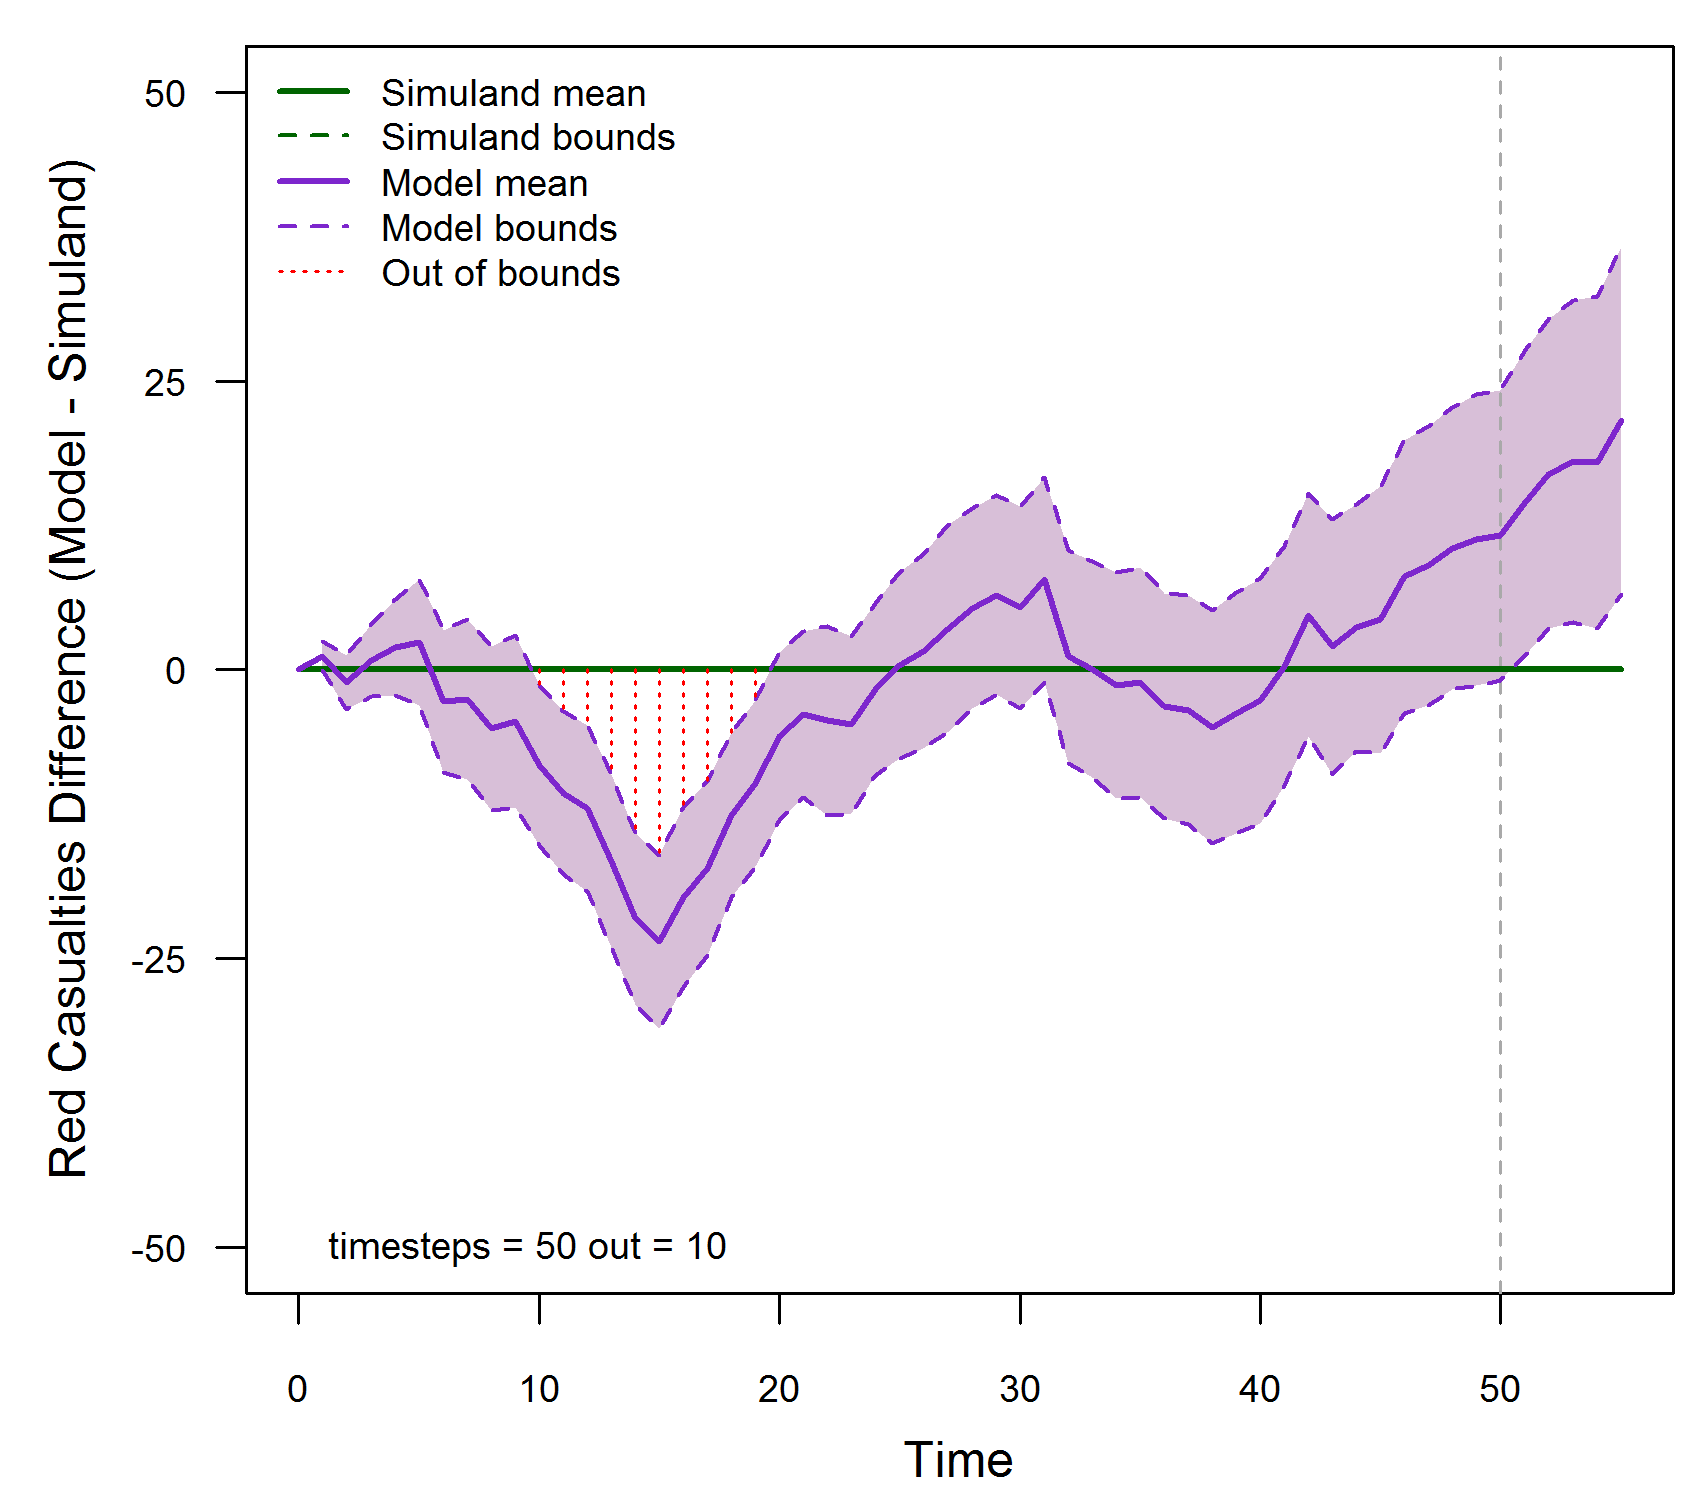 Red Casualties Difference (Model - Simuland)
50
25
0
-25
-50
Simuland mean
Simuland bounds
Model mean
Model bounds
Out of bounds
timesteps = 50 out = 10
0 10 20 30 40 50
Time